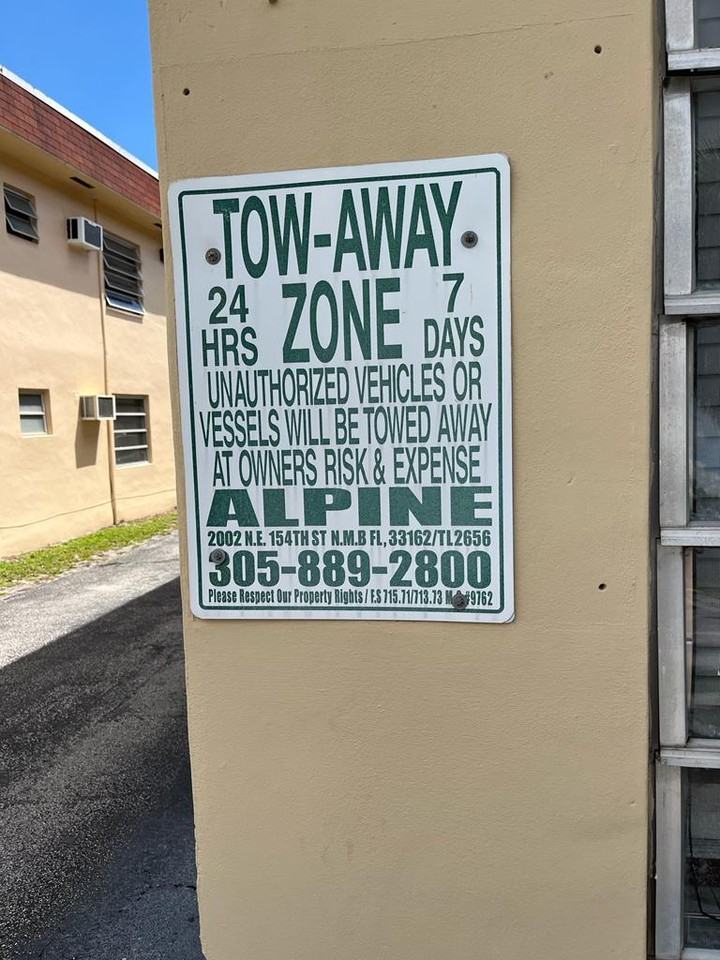 TOW-AWAY
24 ZONE 7
HRS DAYS
UNAUTHORIZED VEHICLES OR
VESSELS WILL BE TOWED AWAY
AT OWNERS RISK & EXPENSE
ALPINE
2002 N.E. 154TH ST N.M.B FL, 33162/TL2656
305-889-2800
Please Respect Our Property Rights / F.S 715.71/713.73 #9762